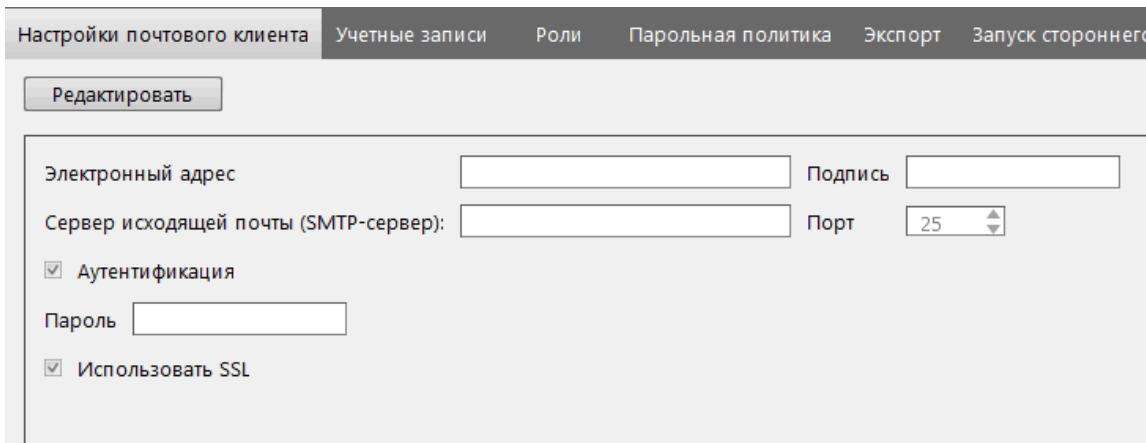 Настройки почтового клиента Учетные записи Роли Парольная политика Экспорт Запуск стороннего
Редактировать
Электронный адрес Подпись
Сервер исходящей почты (SMTP-сервер): Порт 25
Аутентификация
Пароль
Использовать SSL